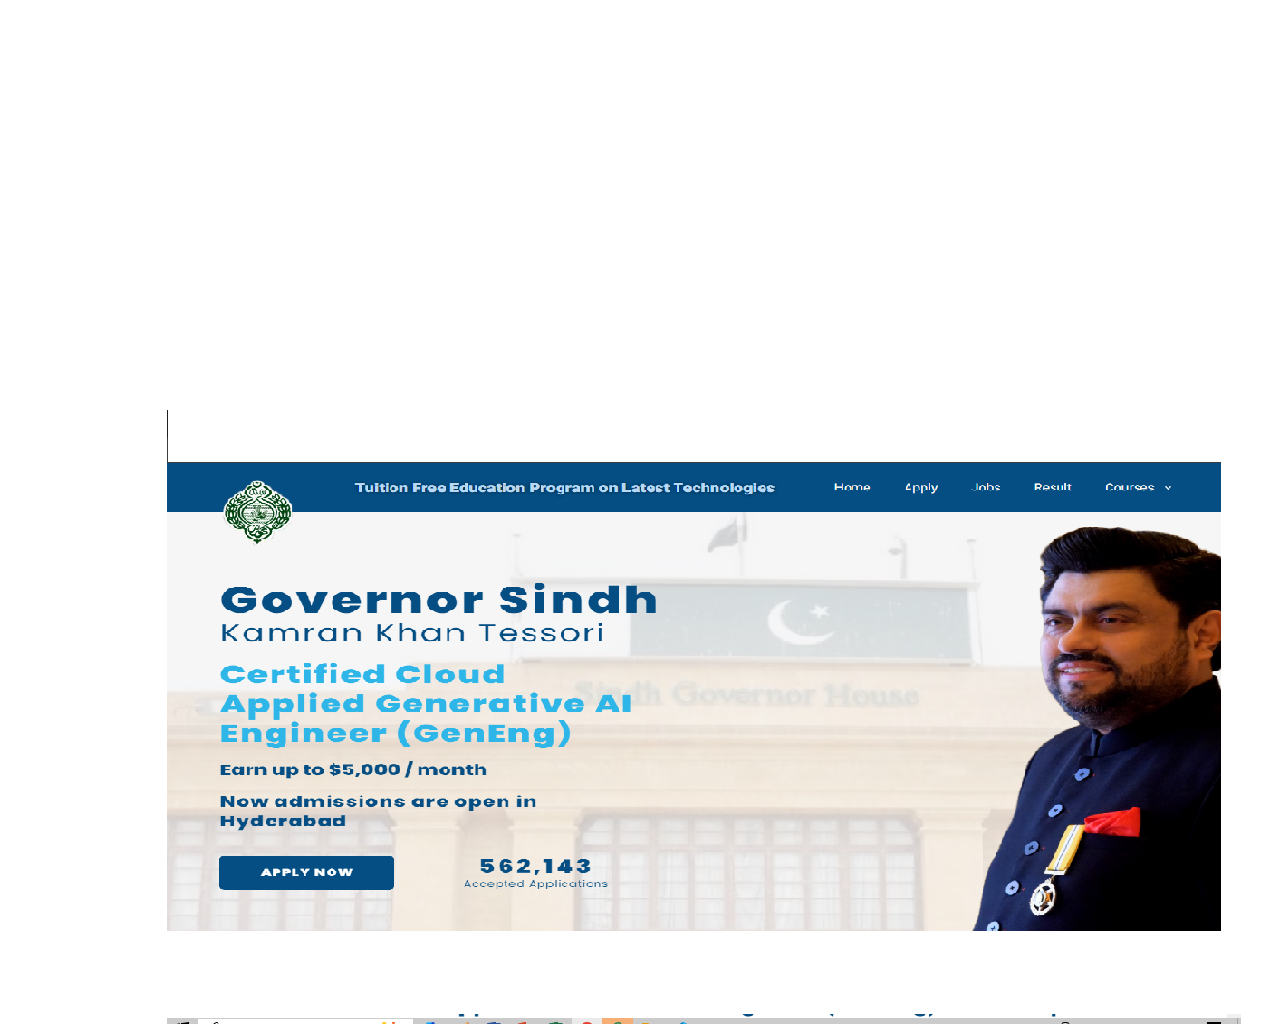 Tuition Free Education Program on Latest Technologies
Home Apply Jobs Result Courses
Governor Sindh
Kamran Khan Tessori
Certified Cloud
Applied Generative AI
Engineer (GenEng)
Earn up to $5,000 / month
Now admissions are open in
Hyderabad
APPLY NOW
562,143
Accepted Applications
Sindh Governor House